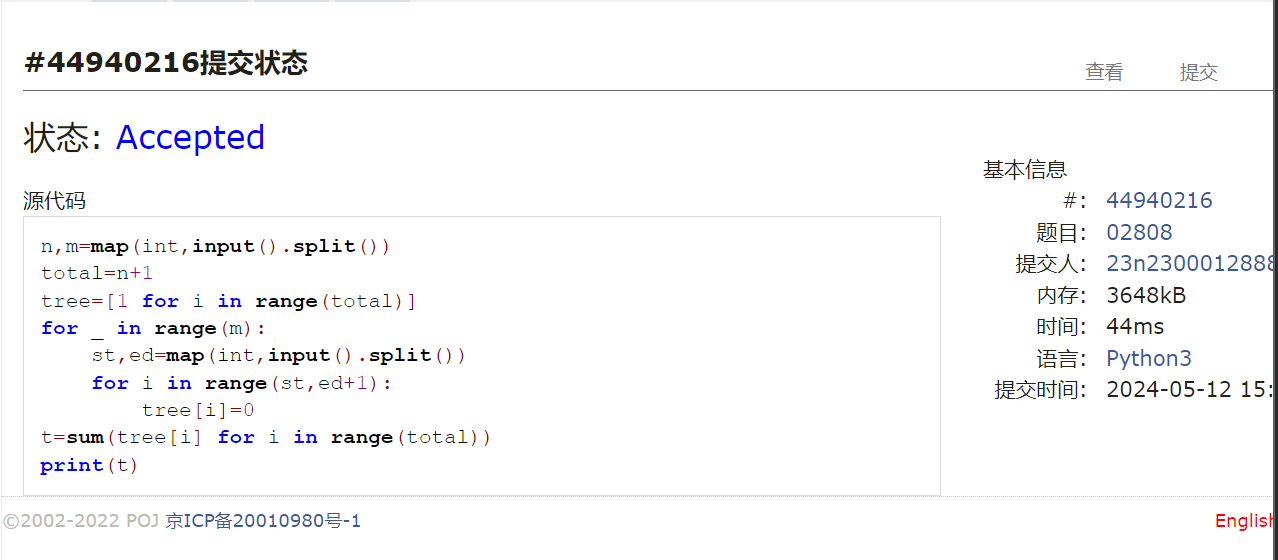 #44940216提交状态
查看 提交
状态: Accepted
源代码
n,m=map(int,input().split())
total=n+1
tree=[1 for i in range(total)]
for _ in range(m):
    st,ed=map(int,input().split())
    for i in range(st,ed+1):
        tree[i]=0
t=sum(tree[i] for i in range(total))
print(t)
基本信息
#: 44940216
题目: 02808
提交人: 23n2300012888
内存: 3648kB
时间: 44ms
语言: Python3
提交时间: 2024-05-12 15:
©2002-2022 POJ 京ICP备20010980号-1
English